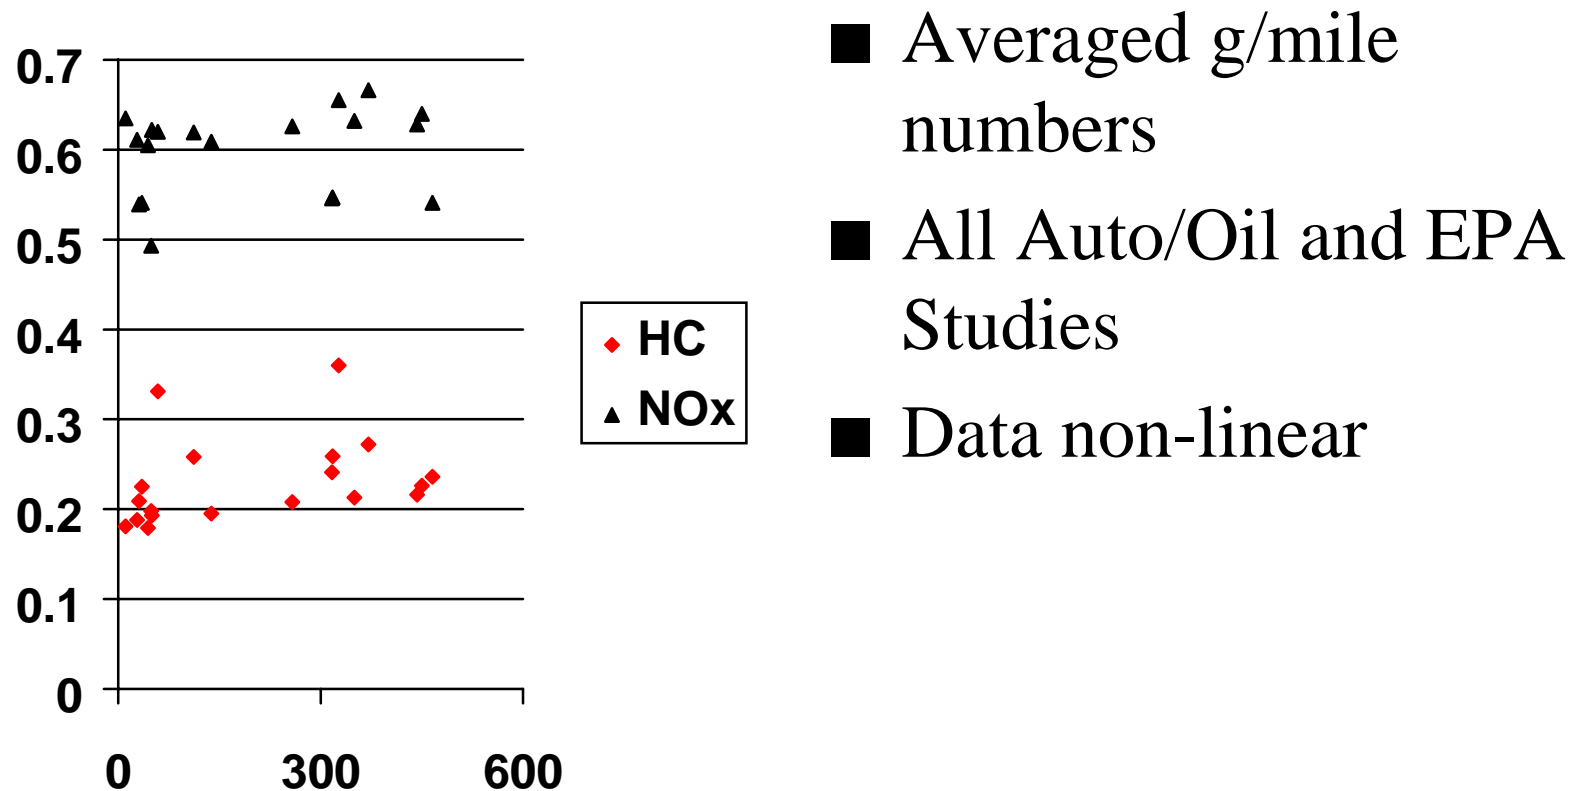 0.7
0.6
0.5
0.4
0.3
0.2
0.1
0
0 300 600
HC
NOx
■ Averaged g/mile
numbers
■ All Auto/Oil and EPA
Studies
■ Data non-linear